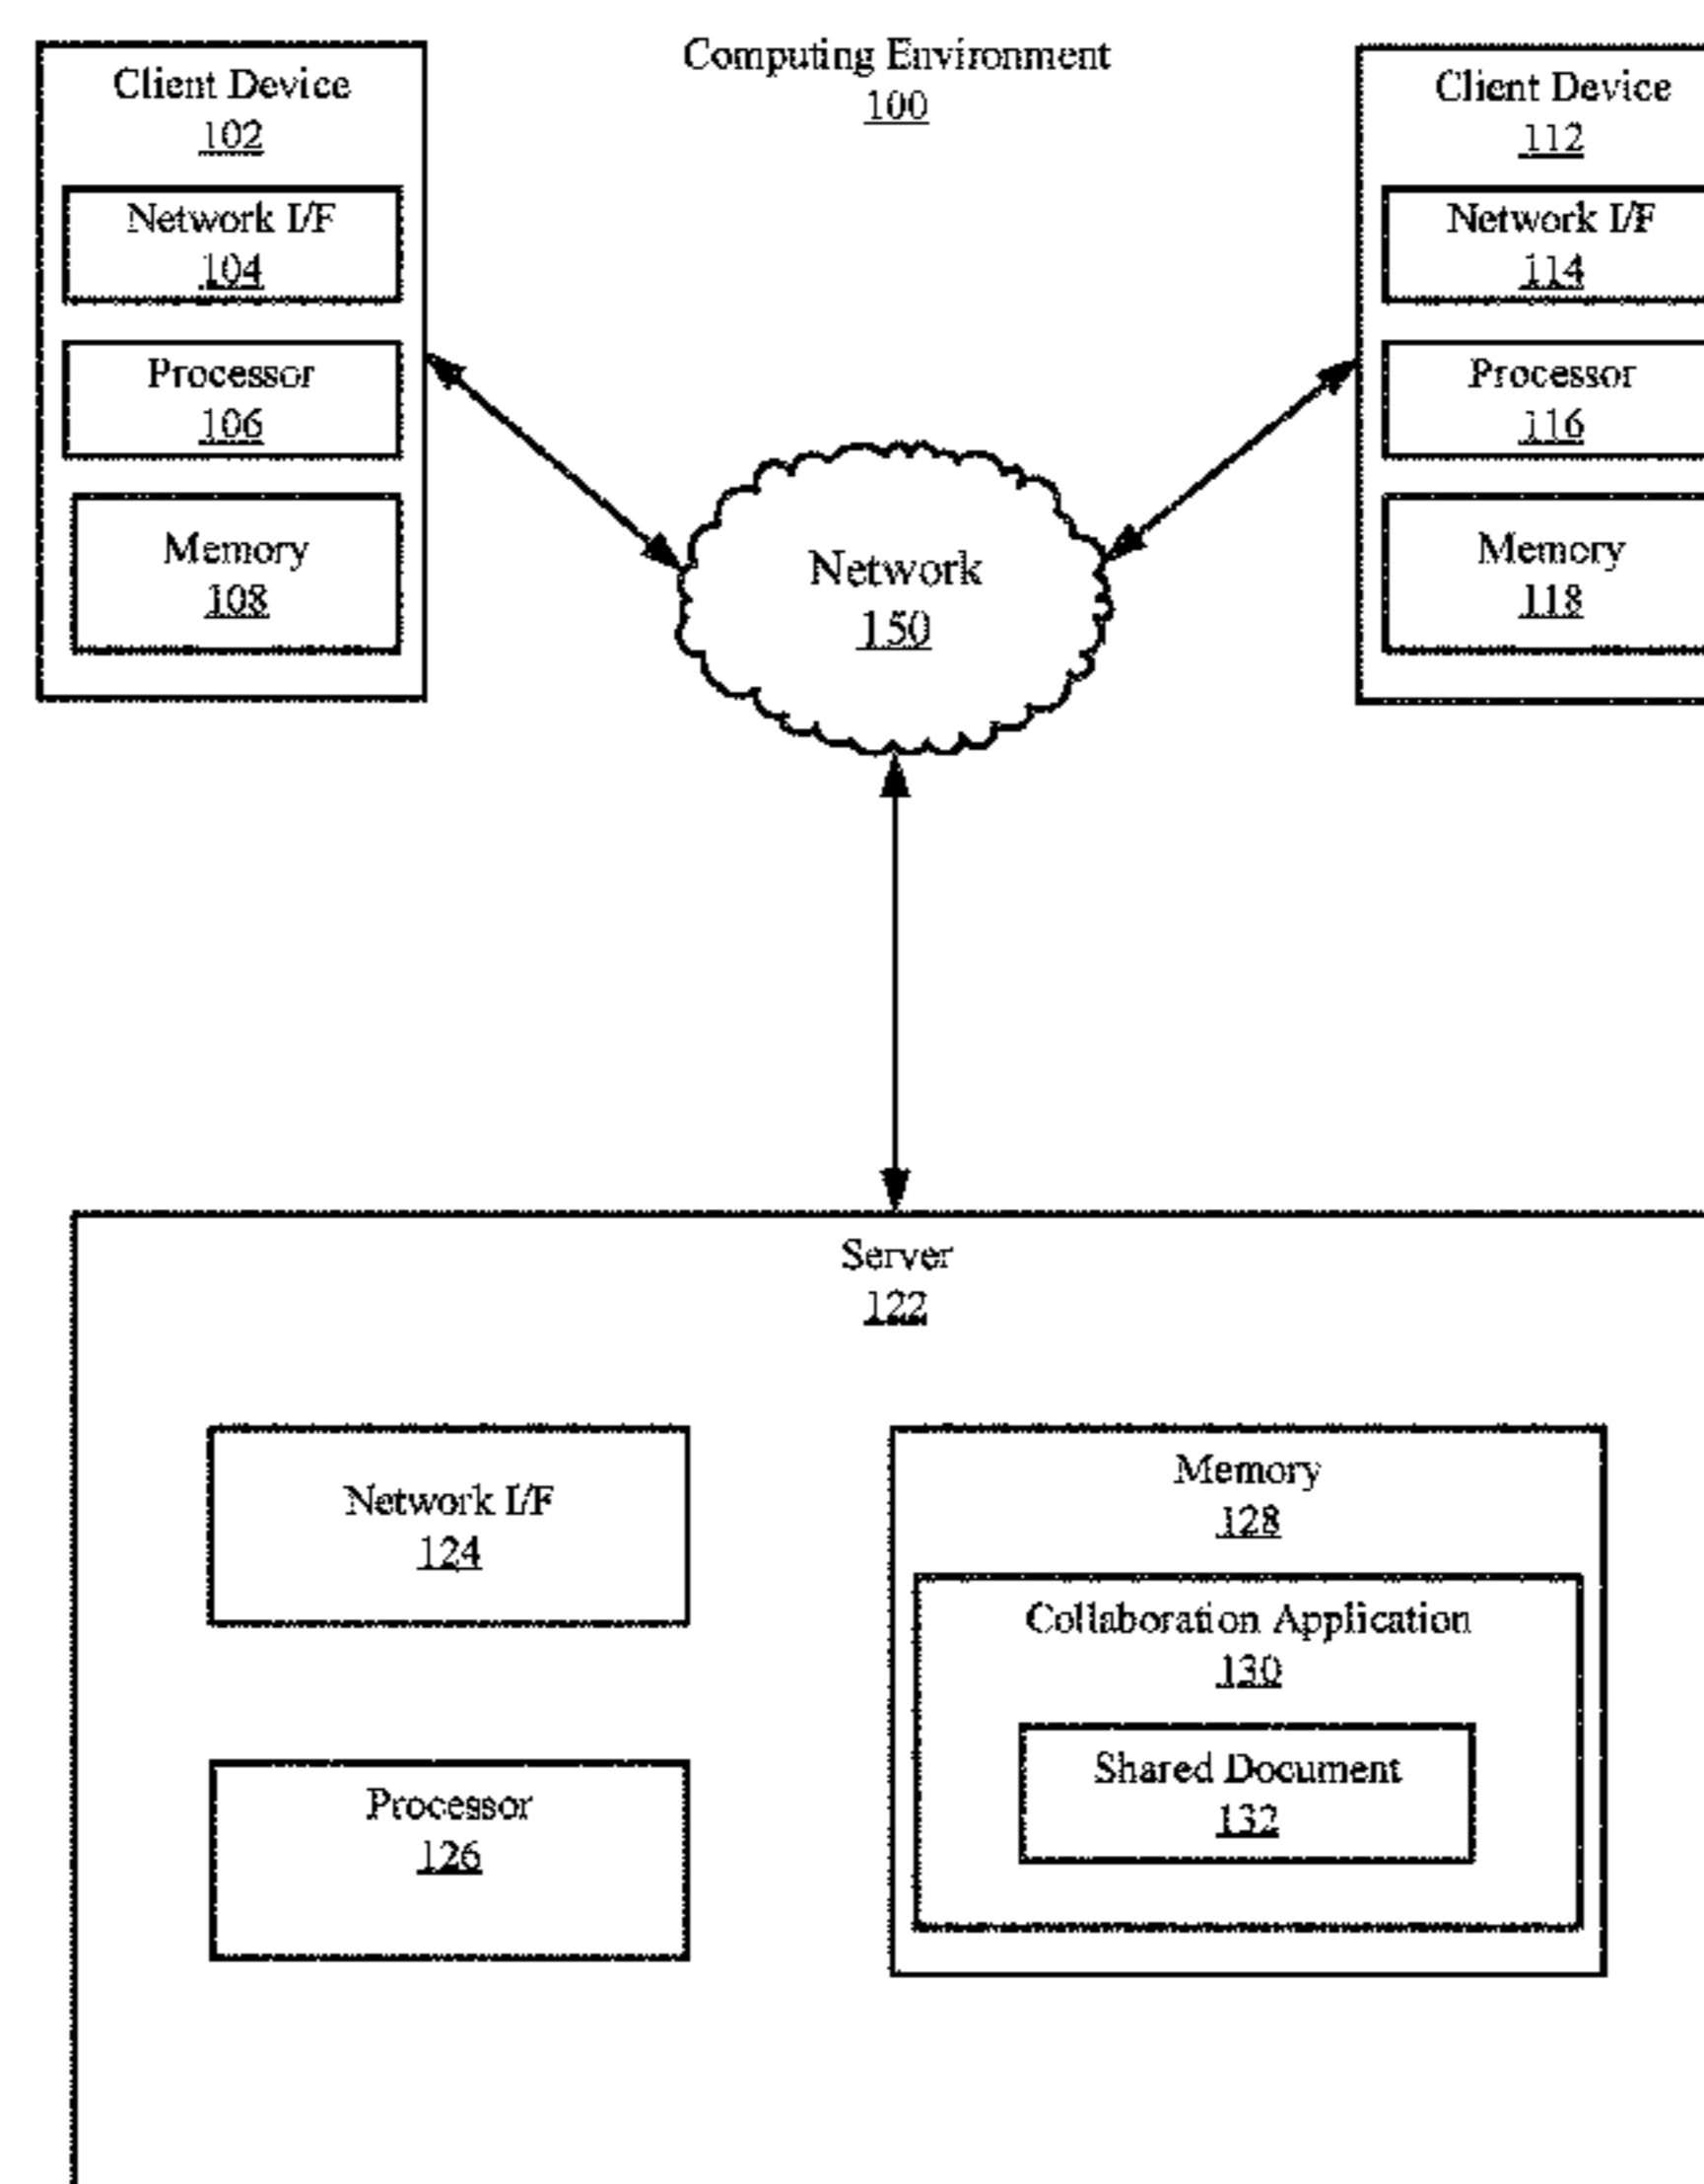 Computing Environment
100
Client Device
102
Network I/F
104
Processor
106
Memory
108
Client Device
112
Network I/F
114
Processor
116
Memory
118
Network
150
Server
122
Network I/F
124
Processor
126
Memory
128
Collaboration Application
130
Shared Document
132